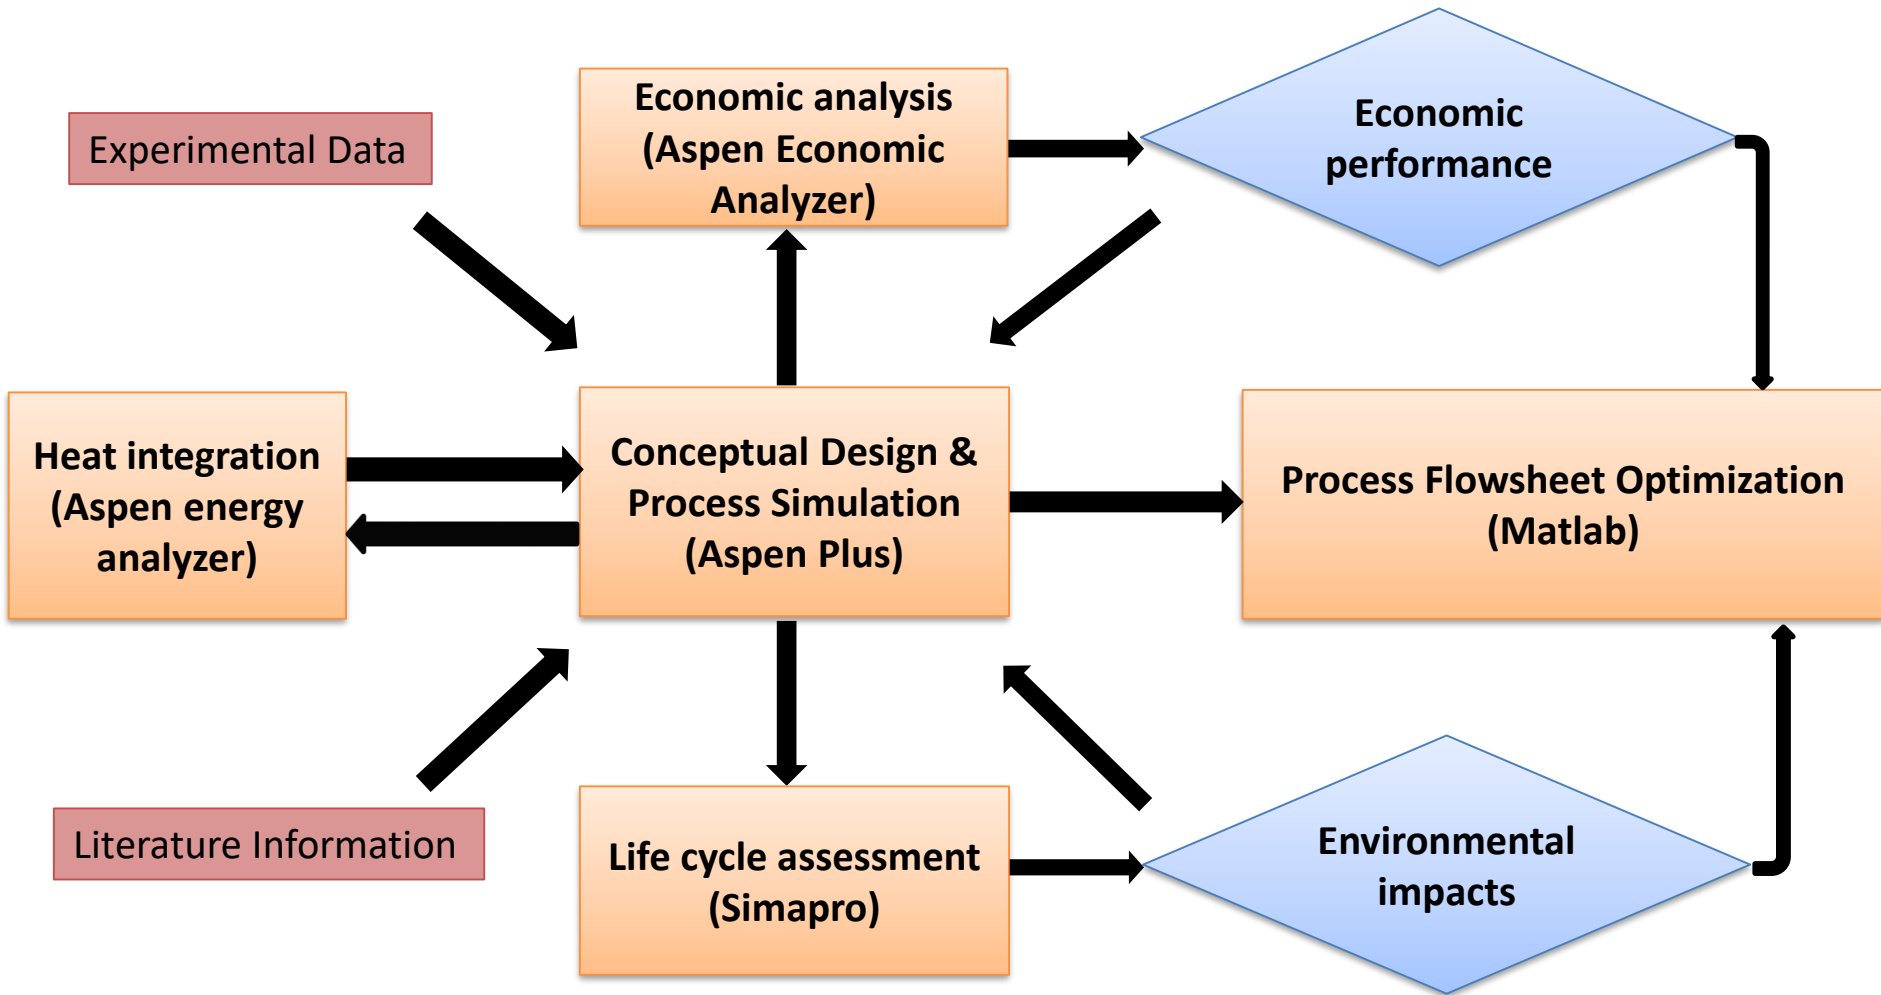 Experimental Data
Economic analysis
(Aspen Economic
Analyzer)
Economic
performance
Heat integration
(Aspen energy
analyzer)
Conceptual Design &
Process Simulation
(Aspen Plus)
Process Flowsheet Optimization
(Matlab)
Literature Information
Life cycle assessment
(Simapro)
Environmental
impacts